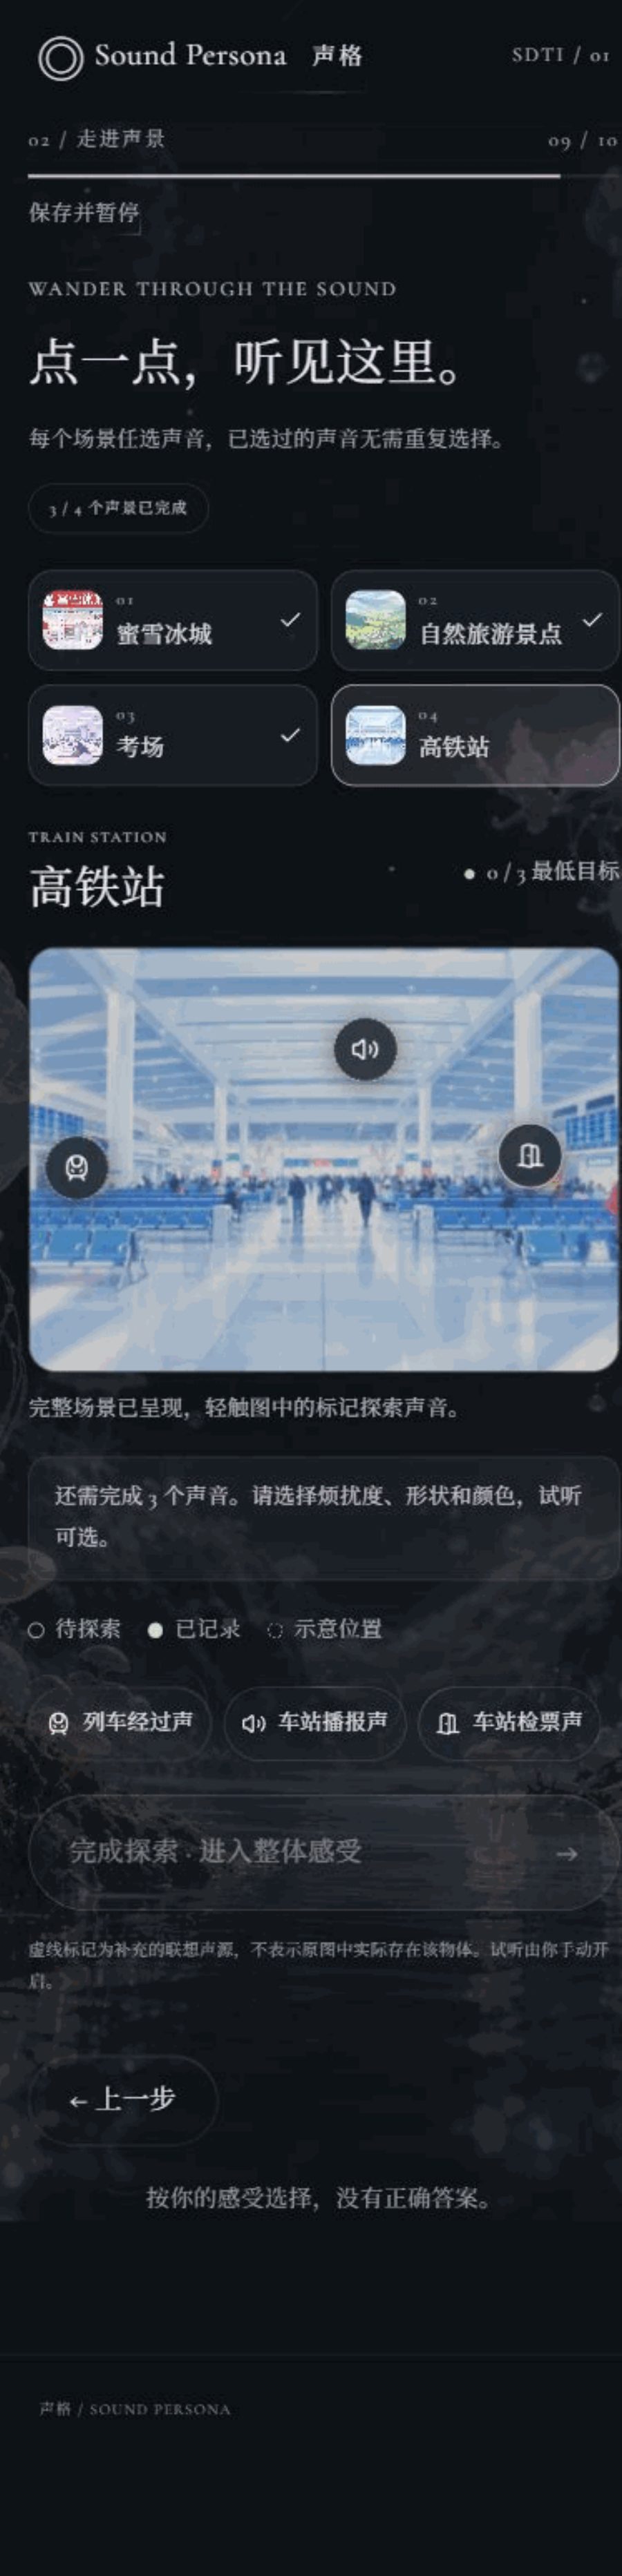 Sound Persona 声格
SDTI / 01
02 / 走进声景
09 / 10
保存并暂停
WANDER THROUGH THE SOUND
点一点，听见这里。
每个场景任选声音，已选过的声音无需重复选择。
3 / 4 个声景已完成
01
蜜雪冰城
02
自然旅游景点
03
考场
04
高铁站
TRAIN STATION
高铁站
0 / 3 最低目标
完整场景已呈现，轻触图中的标记探索声音。
还需完成 3 个声音。请选择烦扰度、形状和颜色，试听
可选。
待探索 已记录 示意位置
列车经过声 车站播报声 车站检票声
完成探索 · 进入整体感受 →
虚线标记为补充的联想声源，不表示原图中实际存在该物体。试听由你手动开
启。
← 上一步
按你的感受选择，没有正确答案。
声格 / SOUND PERSONA